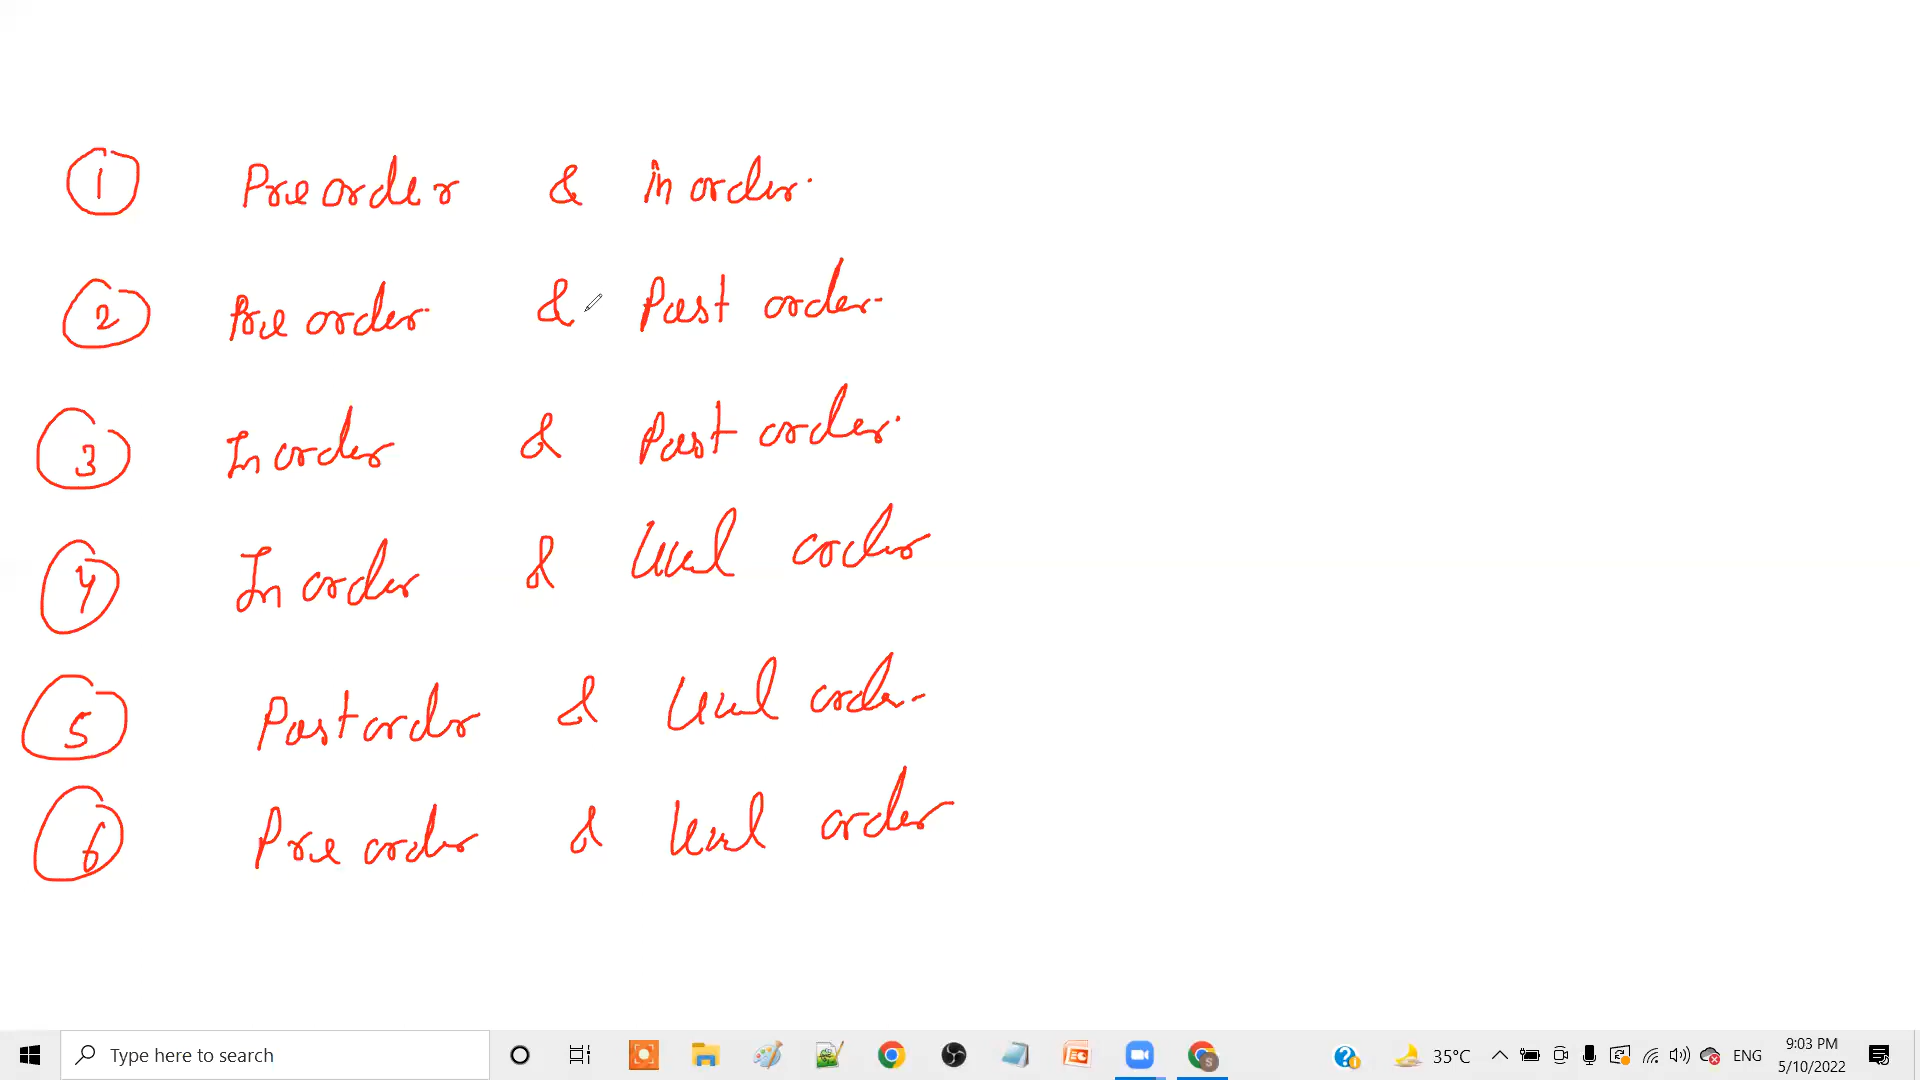 1 Preorder & inorder.
2 Pre order. & Post order.
3 Inorder & Post order.
4 In order & level order
5 Postorder & level order.
6 Pre order & level order
Type here to search
35°C
ENG
9:03 PM
5/10/2022